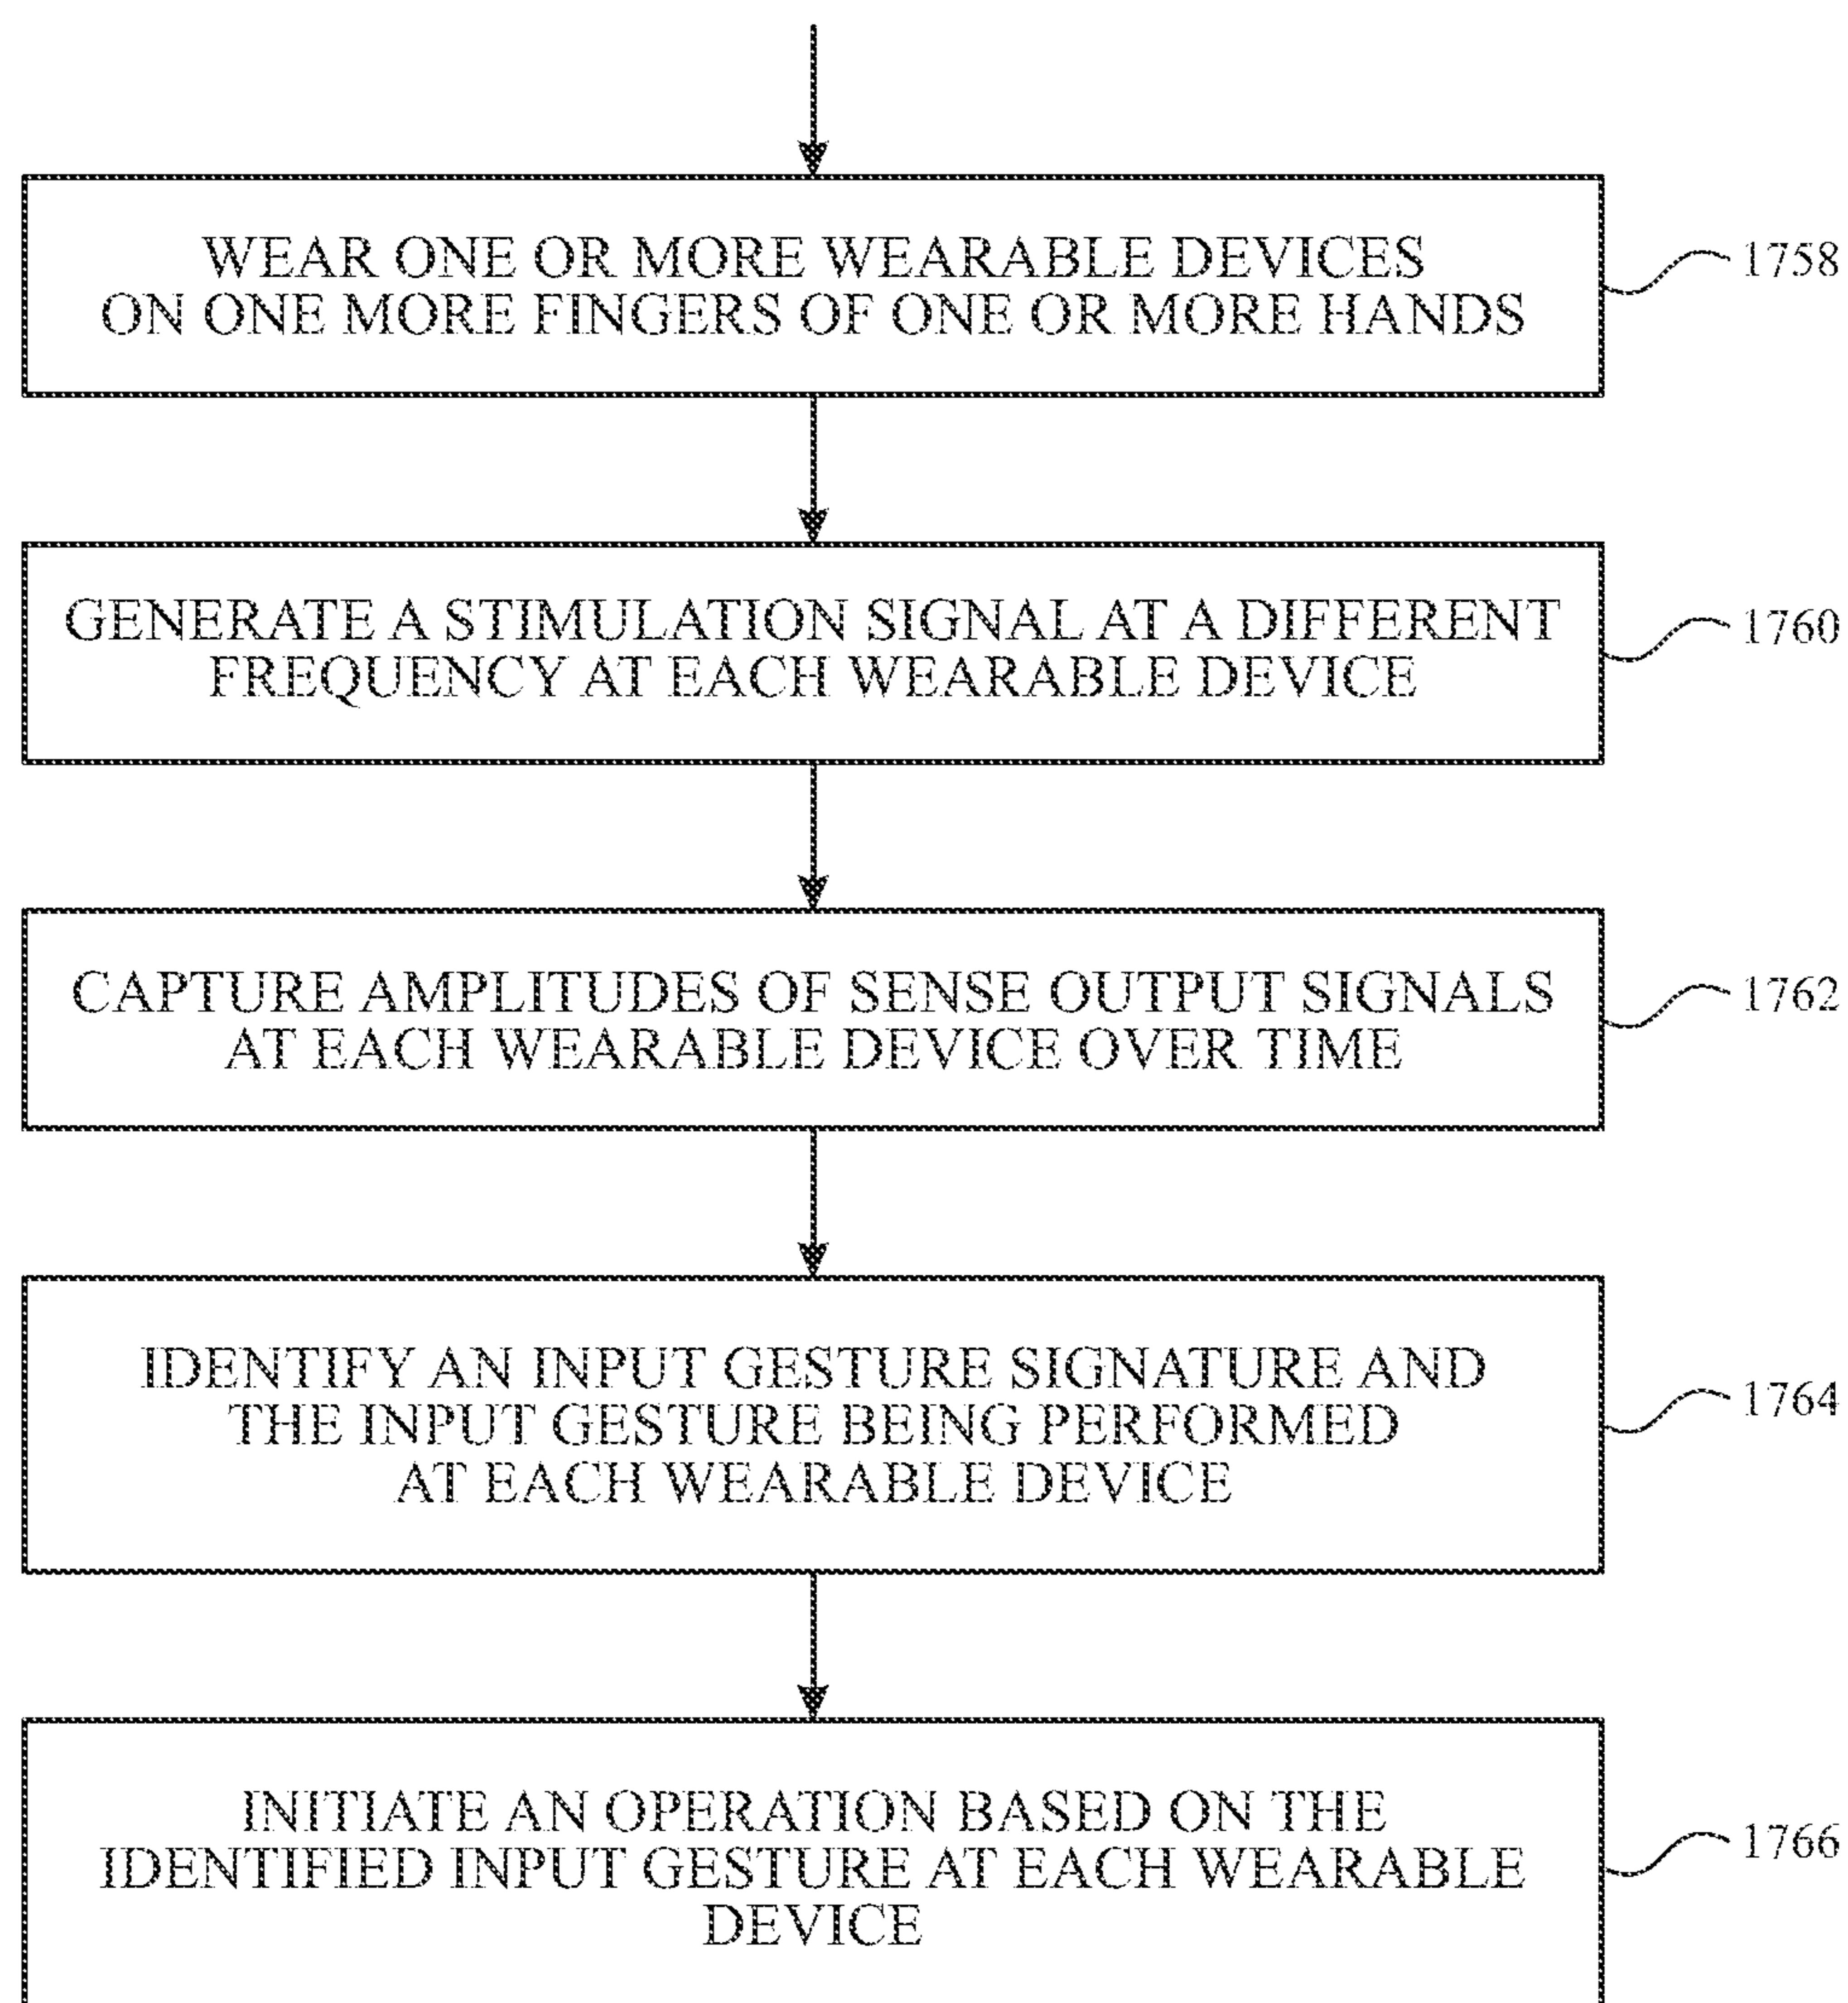 WEAR ONE OR MORE WEARABLE DEVICES
ON ONE MORE FINGERS OF ONE OR MORE HANDS
1758
GENERATE A STIMULATION SIGNAL AT A DIFFERENT
FREQUENCY AT EACH WEARABLE DEVICE
1760
CAPTURE AMPLITUDES OF SENSE OUTPUT SIGNALS
AT EACH WEARABLE DEVICE OVER TIME
1762
IDENTIFY AN INPUT GESTURE SIGNATURE AND
THE INPUT GESTURE BEING PERFORMED
AT EACH WEARABLE DEVICE
1764
INITIATE AN OPERATION BASED ON THE
IDENTIFIED INPUT GESTURE AT EACH WEARABLE
DEVICE
1766